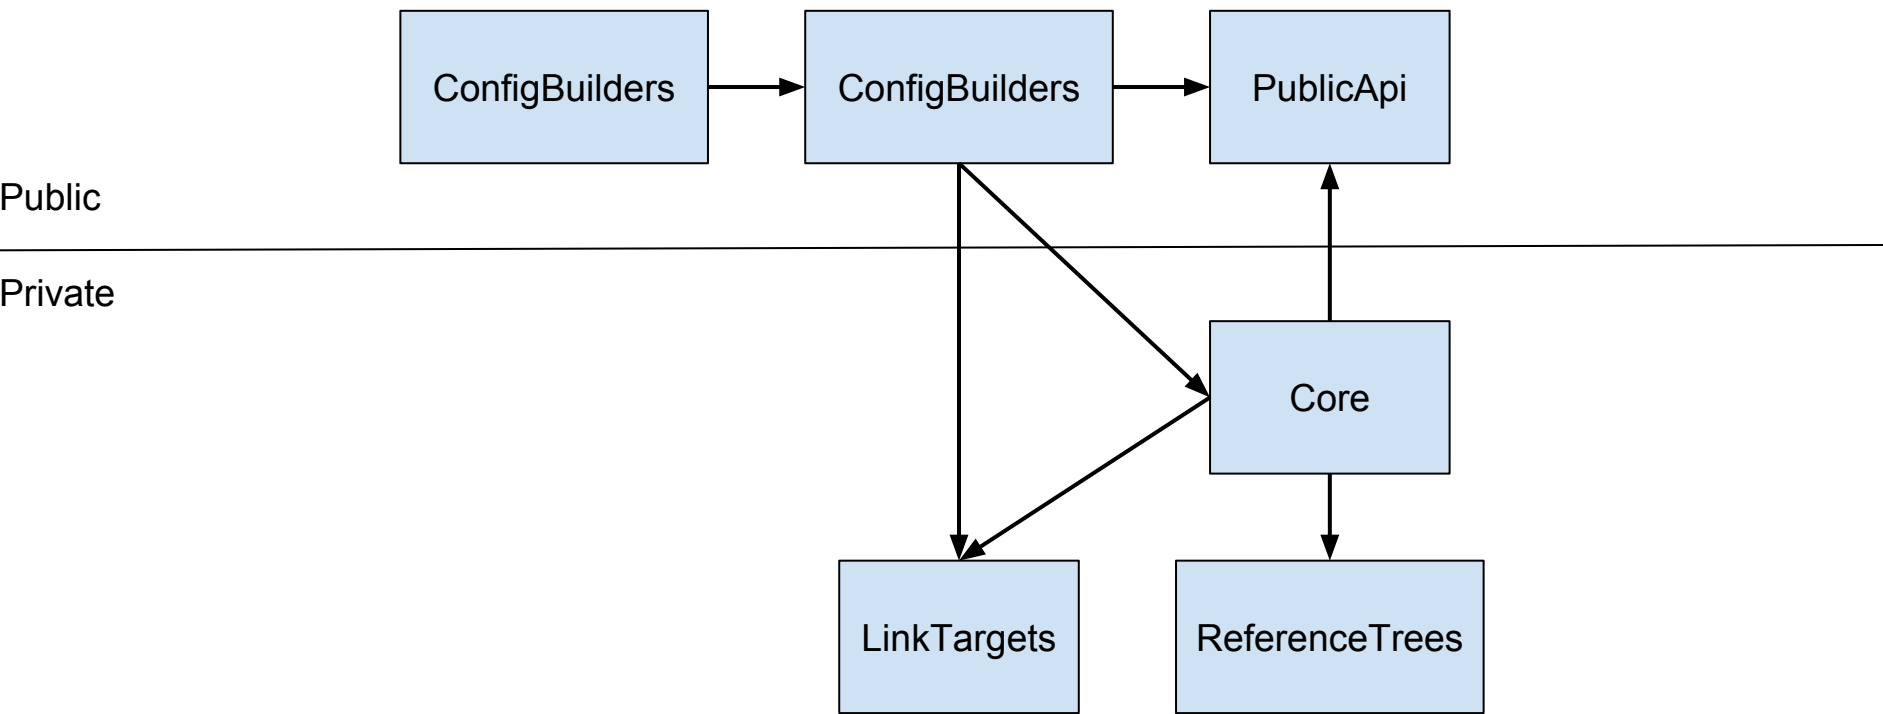 ConfigBuilders
ConfigBuilders
PublicApi
Public
Private
Core
LinkTargets
ReferenceTrees